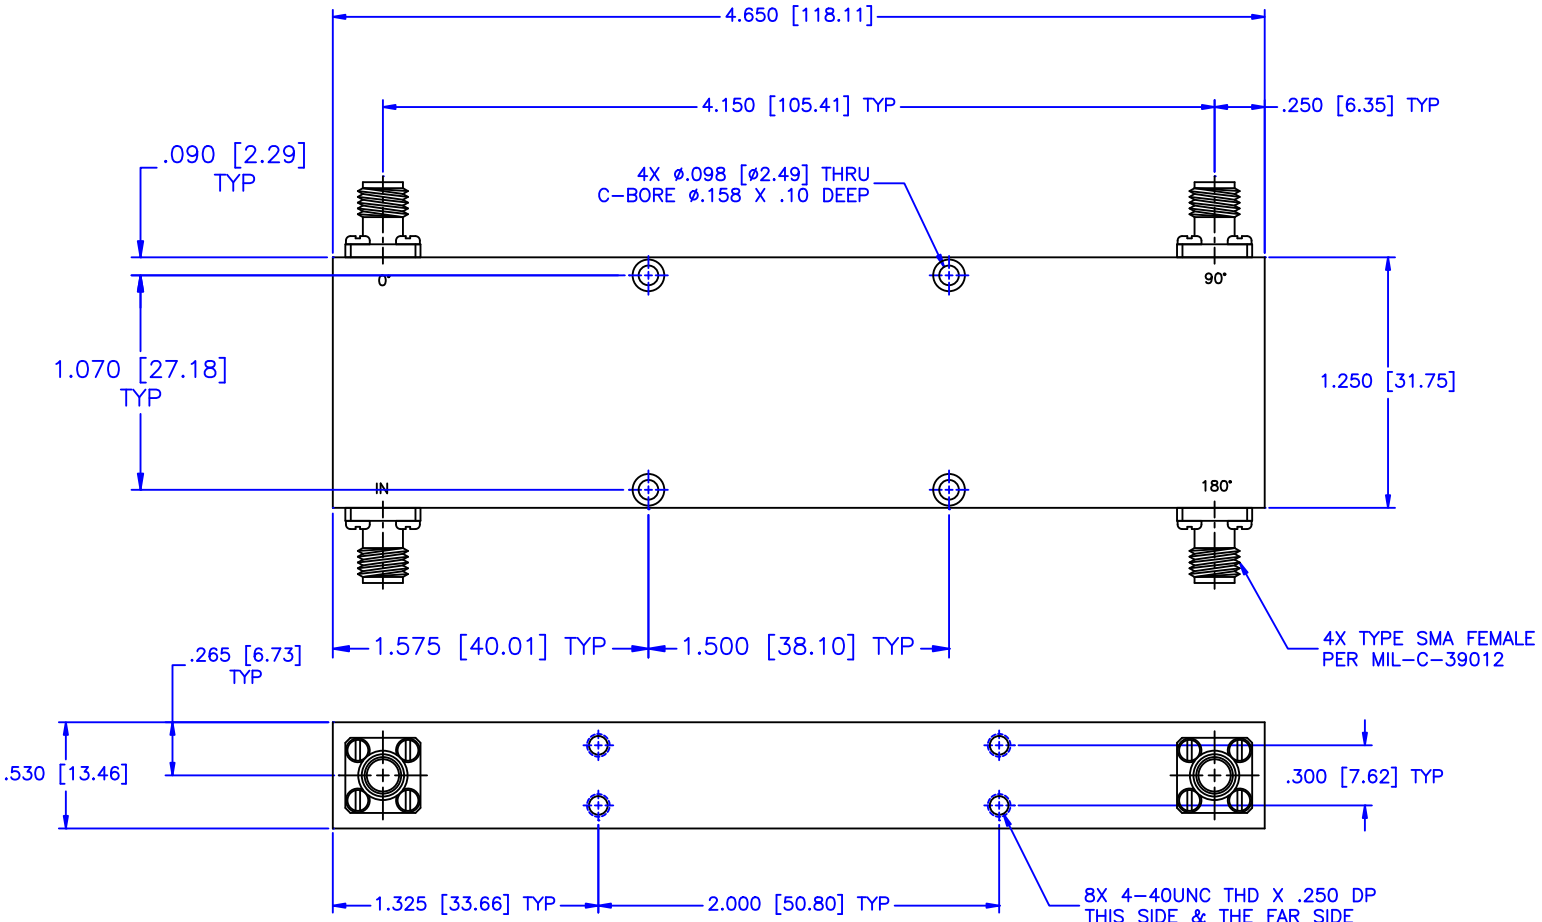 4.650 [118.11]
4.150 [105.41] TYP
.250 [6.35] TYP
.090 [2.29]
TYP
4X ø.098 [ø2.49] THRU
C-BORE ø.158 X .10 DEEP
0°
90°
1.070 [27.18]
TYP
1.250 [31.75]
IN
180°
1.575 [40.01] TYP
1.500 [38.10] TYP
4X TYPE SMA FEMALE
PER MIL-C-39012
.265 [6.73]
TYP
.530 [13.46]
.300 [7.62] TYP
1.325 [33.66] TYP
2.000 [50.80] TYP
8X 4-40UNC THD X .250 DP
THIS SIDE & THE FAR SIDE